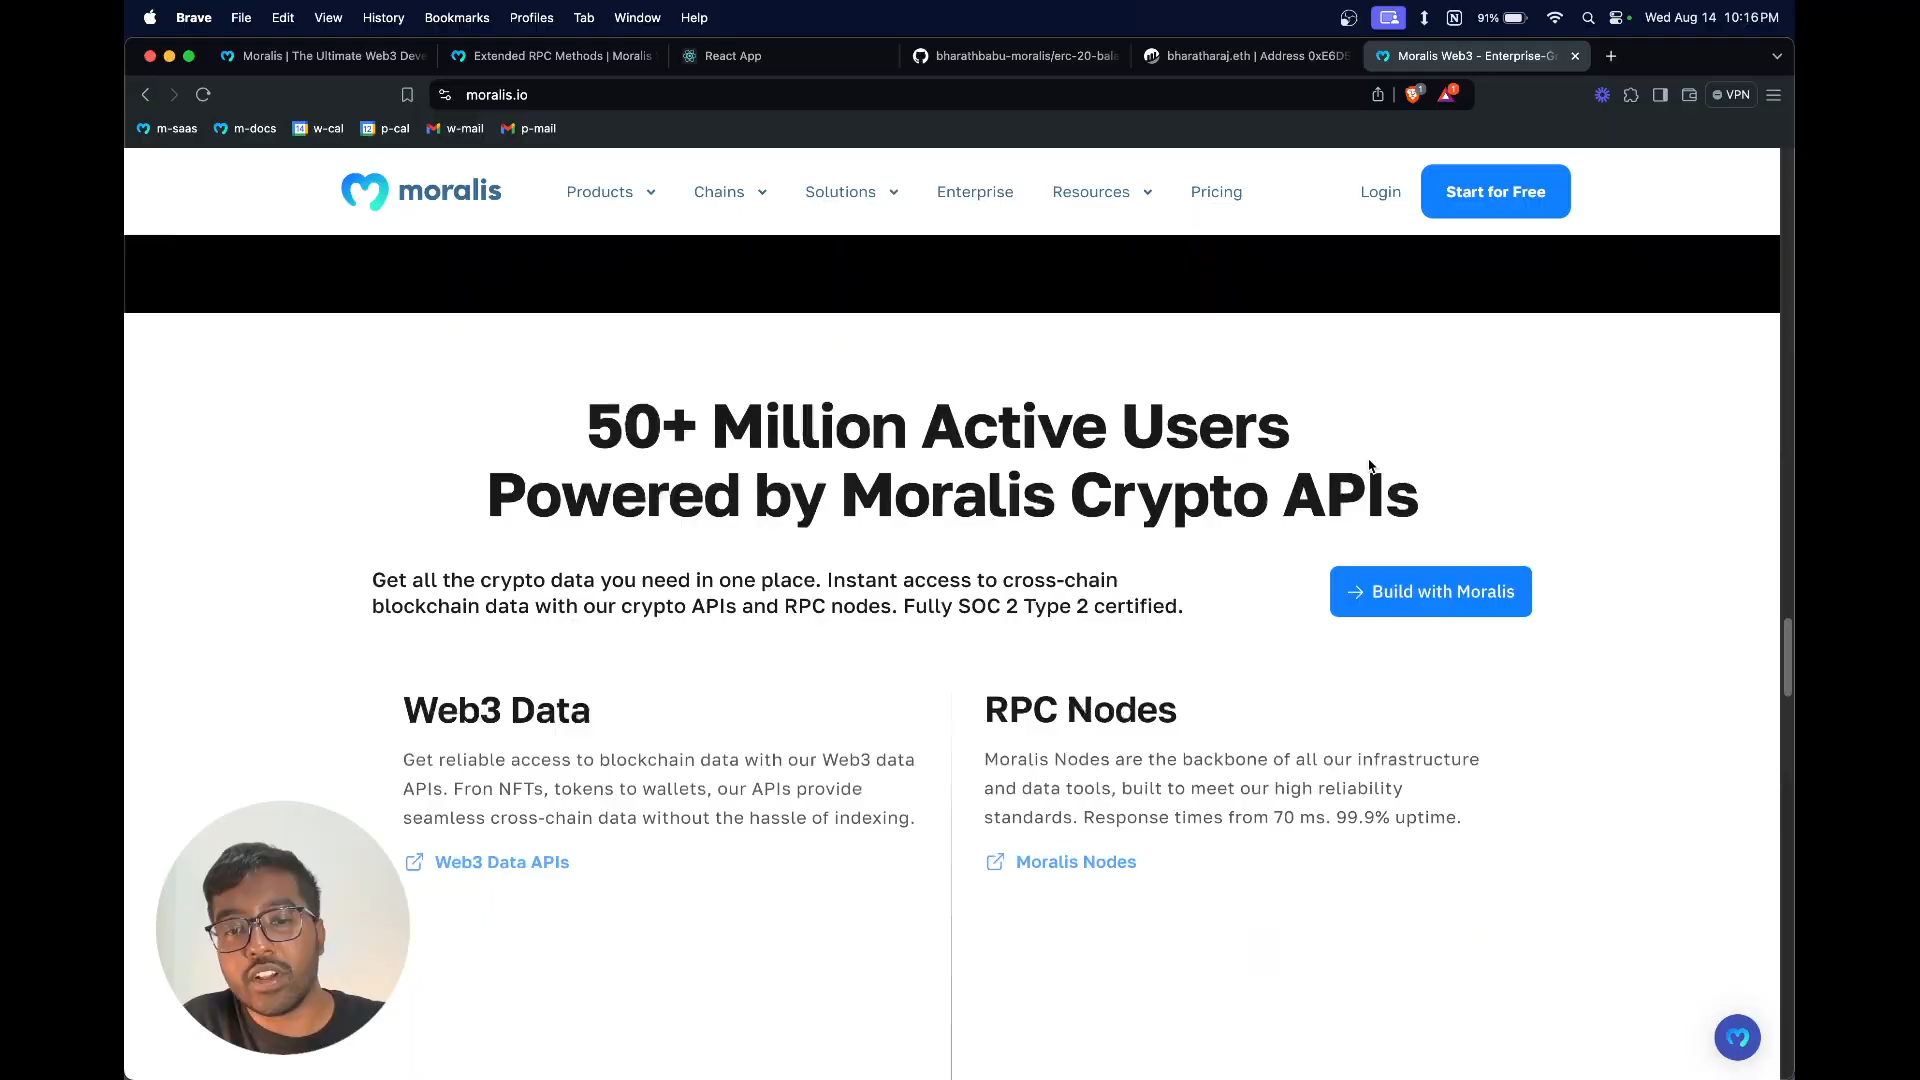 Brave File Edit View History Bookmarks Profiles Tab Window Help
91% Wed Aug 14 10:16 PM
Moralis | The Ultimate Web3 Deve
Extended RPC Methods | Moralis
React App
bharathbabu-moralis/erc-20-bala
bharatharaj.eth | Address 0xE6D5
Moralis Web3 - Enterprise-Gr
moralis.io
1
1
VPN
m-saas m-docs 14 w-cal 12 p-cal w-mail p-mail
moralis Products Chains Solutions Enterprise Resources Pricing Login Start for Free
50+ Million Active Users
Powered by Moralis Crypto APIs
Get all the crypto data you need in one place. Instant access to cross-chain
blockchain data with our crypto APIs and RPC nodes. Fully SOC 2 Type 2 certified.
Build with Moralis
Web3 Data
Get reliable access to blockchain data with our Web3 data
APIs. Fron NFTs, tokens to wallets, our APIs provide
seamless cross-chain data without the hassle of indexing.
Web3 Data APIs
RPC Nodes
Moralis Nodes are the backbone of all our infrastructure
and data tools, built to meet our high reliability
standards. Response times from 70 ms. 99.9% uptime.
Moralis Nodes